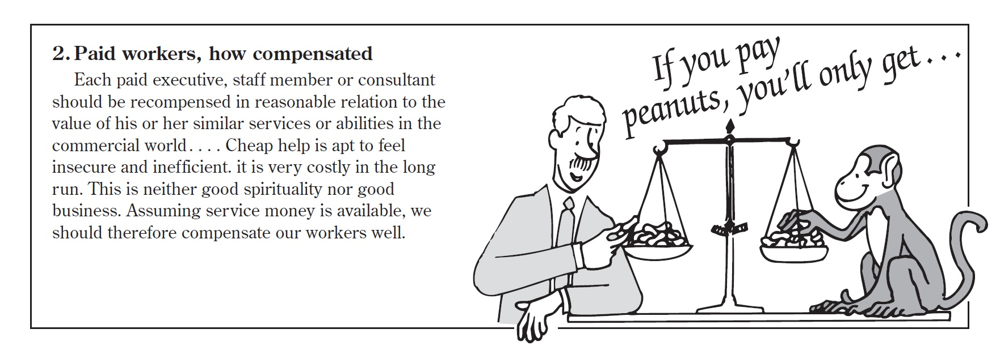 2. Paid workers, how compensated
Each paid executive, staff member or consultant
should be recompensed in reasonable relation to the
value of his or her similar services or abilities in the
commercial world. . . . Cheap help is apt to feel
insecure and inefficient. it is very costly in the long
run. This is neither good spirituality nor good
business. Assuming service money is available, we
should therefore compensate our workers well.
If you pay
peanuts, you'll only get . . .